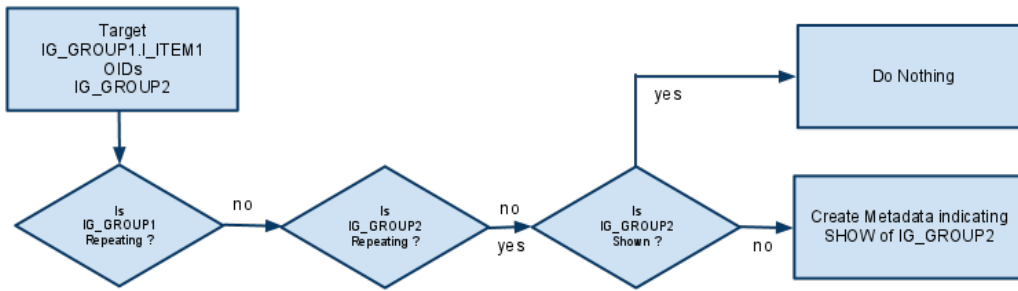 Target
IG_GROUP1.I_ITEM1
OIDs
IG_GROUP2
Is
IG_GROUP1
Repeating ?
no
Is
IG_GROUP2
Repeating ?
no
yes
Is
IG_GROUP2
Shown ?
yes
Do Nothing
no
Create Metadata indicating
SHOW of IG_GROUP2